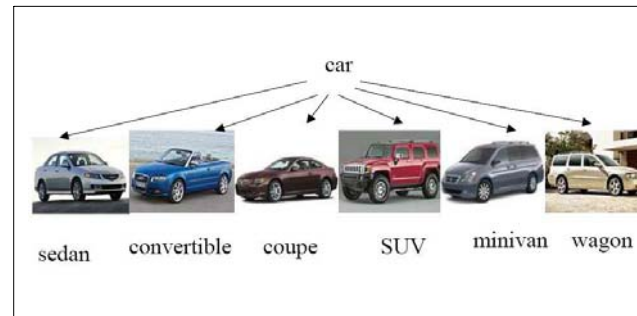 car
sedan
convertible
coupe
SUV
minivan
wagon